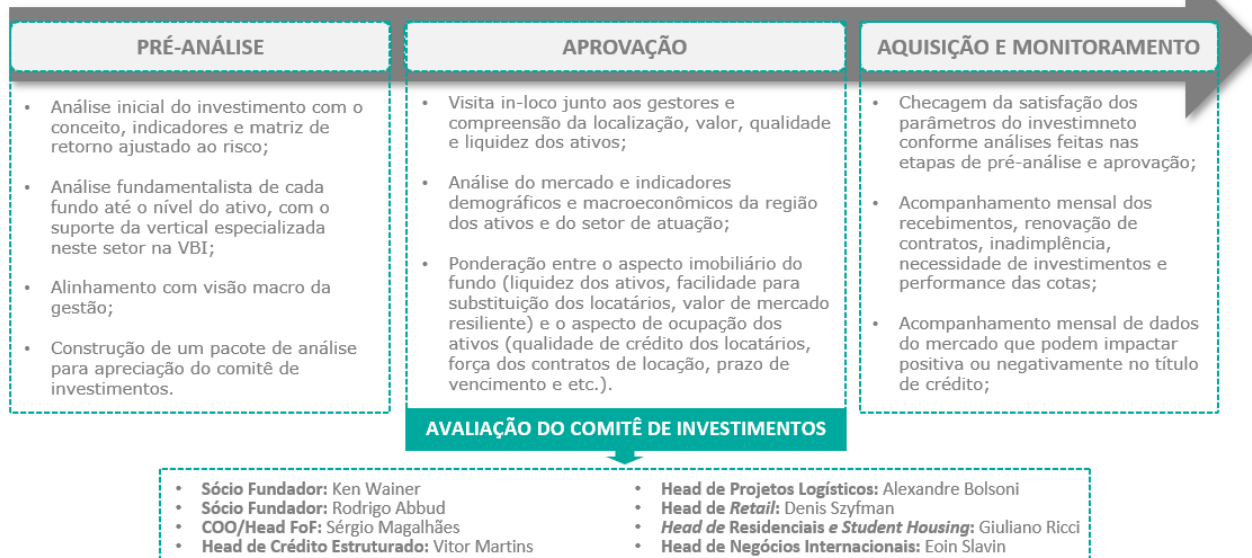 PRÉ-ANÁLISE
• Análise inicial do investimento com o
conceito, indicadores e matriz de
retorno ajustado ao risco;
• Análise fundamentalista de cada
fundo até o nível do ativo, com o
suporte da vertical especializada
neste setor na VBI;
• Alinhamento com visão macro da
gestão;
• Construção de um pacote de análise
para apreciação do comitê de
investimentos.
APROVAÇÃO
• Visita in-loco junto aos gestores e
compreensão da localização, valor, qualidade
e liquidez dos ativos;
• Análise do mercado e indicadores
demográficos e macroeconômicos da região
dos ativos e do setor de atuação;
• Ponderação entre o aspecto imobiliário do
fundo (liquidez dos ativos, facilidade para
substituição dos locatários, valor de mercado
resiliente) e o aspecto de ocupação dos
ativos (qualidade de crédito dos locatários,
força dos contratos de locação, prazo de
vencimento e etc.).
AQUISIÇÃO E MONITORAMENTO
• Checagem da satisfação dos
parâmetros do investimneto
conforme análises feitas nas
etapas de pré-análise e aprovação;
• Acompanhamento mensal dos
recebimentos, renovação de
contratos, inadimplência,
necessidade de investimentos e
performance das cotas;
• Acompanhamento mensal de dados
do mercado que podem impactar
positiva ou negativamente no título
de crédito;
AVALIAÇÃO DO COMITÊ DE INVESTIMENTOS
• Sócio Fundador: Ken Wainer
• Sócio Fundador: Rodrigo Abbud
• COO/Head FoF: Sérgio Magalhães
• Head de Crédito Estruturado: Vitor Martins
• Head de Projetos Logísticos: Alexandre Bolsoni
• Head de Retail: Denis Szyfman
• Head de Residenciais e Student Housing: Giuliano Ricci
• Head de Negócios Internacionais: Eoin Slavin